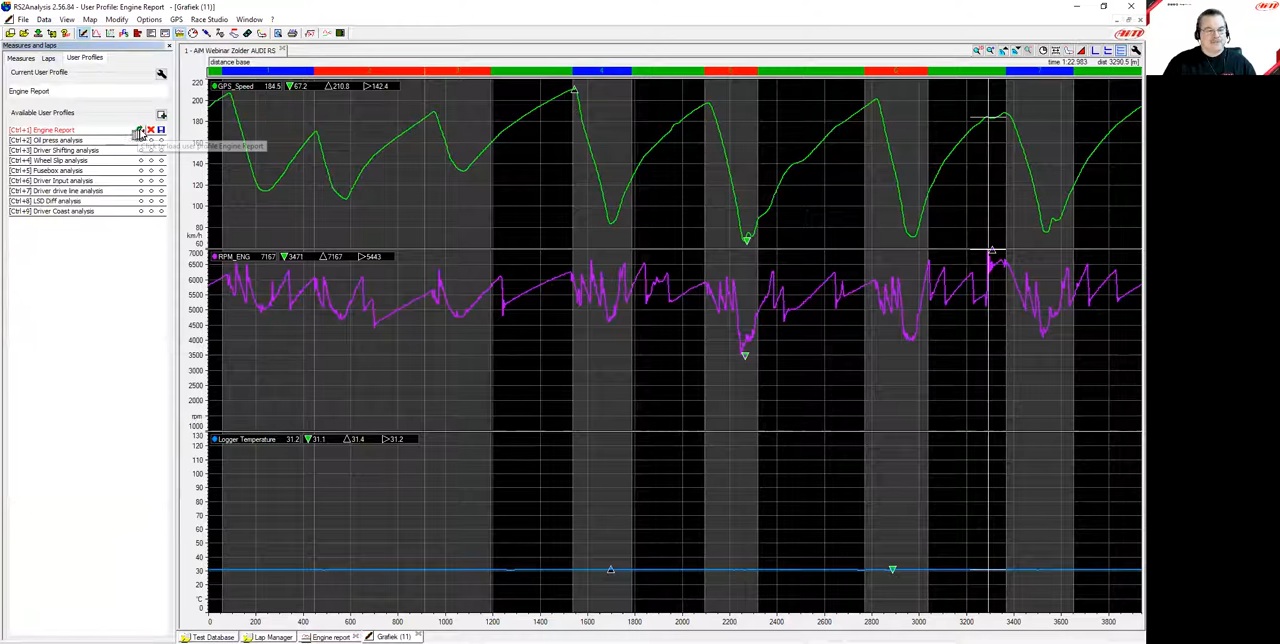 RS2Analysis 2.56.84 - User Profile: Engine Report - [Grafiek (11)]
File Data View Map Modify Options GPS Race Studio Window ?
Measures and laps
Measures Laps User Profiles
Current User Profile
Engine Report
Available User Profiles
[Ctrl+1] Engine Report
Click to load user profile Engine Report
[Ctrl+2] Oil press analysis
[Ctrl+3] Driver Shifting analysis
[Ctrl+4] Wheel Slip analysis
[Ctrl+5] Fusebox analysis
[Ctrl+6] Driver Input analysis
[Ctrl+7] Driver drive line analysis
[Ctrl+8] LSD Diff analysis
[Ctrl+9] Driver Coast analysis
1 - AiM Webinar Zolder AUDI RS
distance base
time 1:22.983 dist 3290.5 [m]
GPS_Speed 184.5 67.2 210.8 142.4
220
200
180
160
140
120
100
80
km/h
60
RPM_ENG 7167 3471 7167 5443
7000
6500
6000
5500
5000
4500
4000
3500
3000
2500
2000
rpm
1000
Logger Temperature 31.2 31.1 31.4 31.2
130
120
110
100
90
80
70
60
50
40
30
20
°C
0
0 200 400 600 800 1000 1200 1400 1600 1800 2000 2200 2400 2600 2800 3000 3200 3400 3600 3800
Test Database Lap Manager Engine report Grafiek (11)